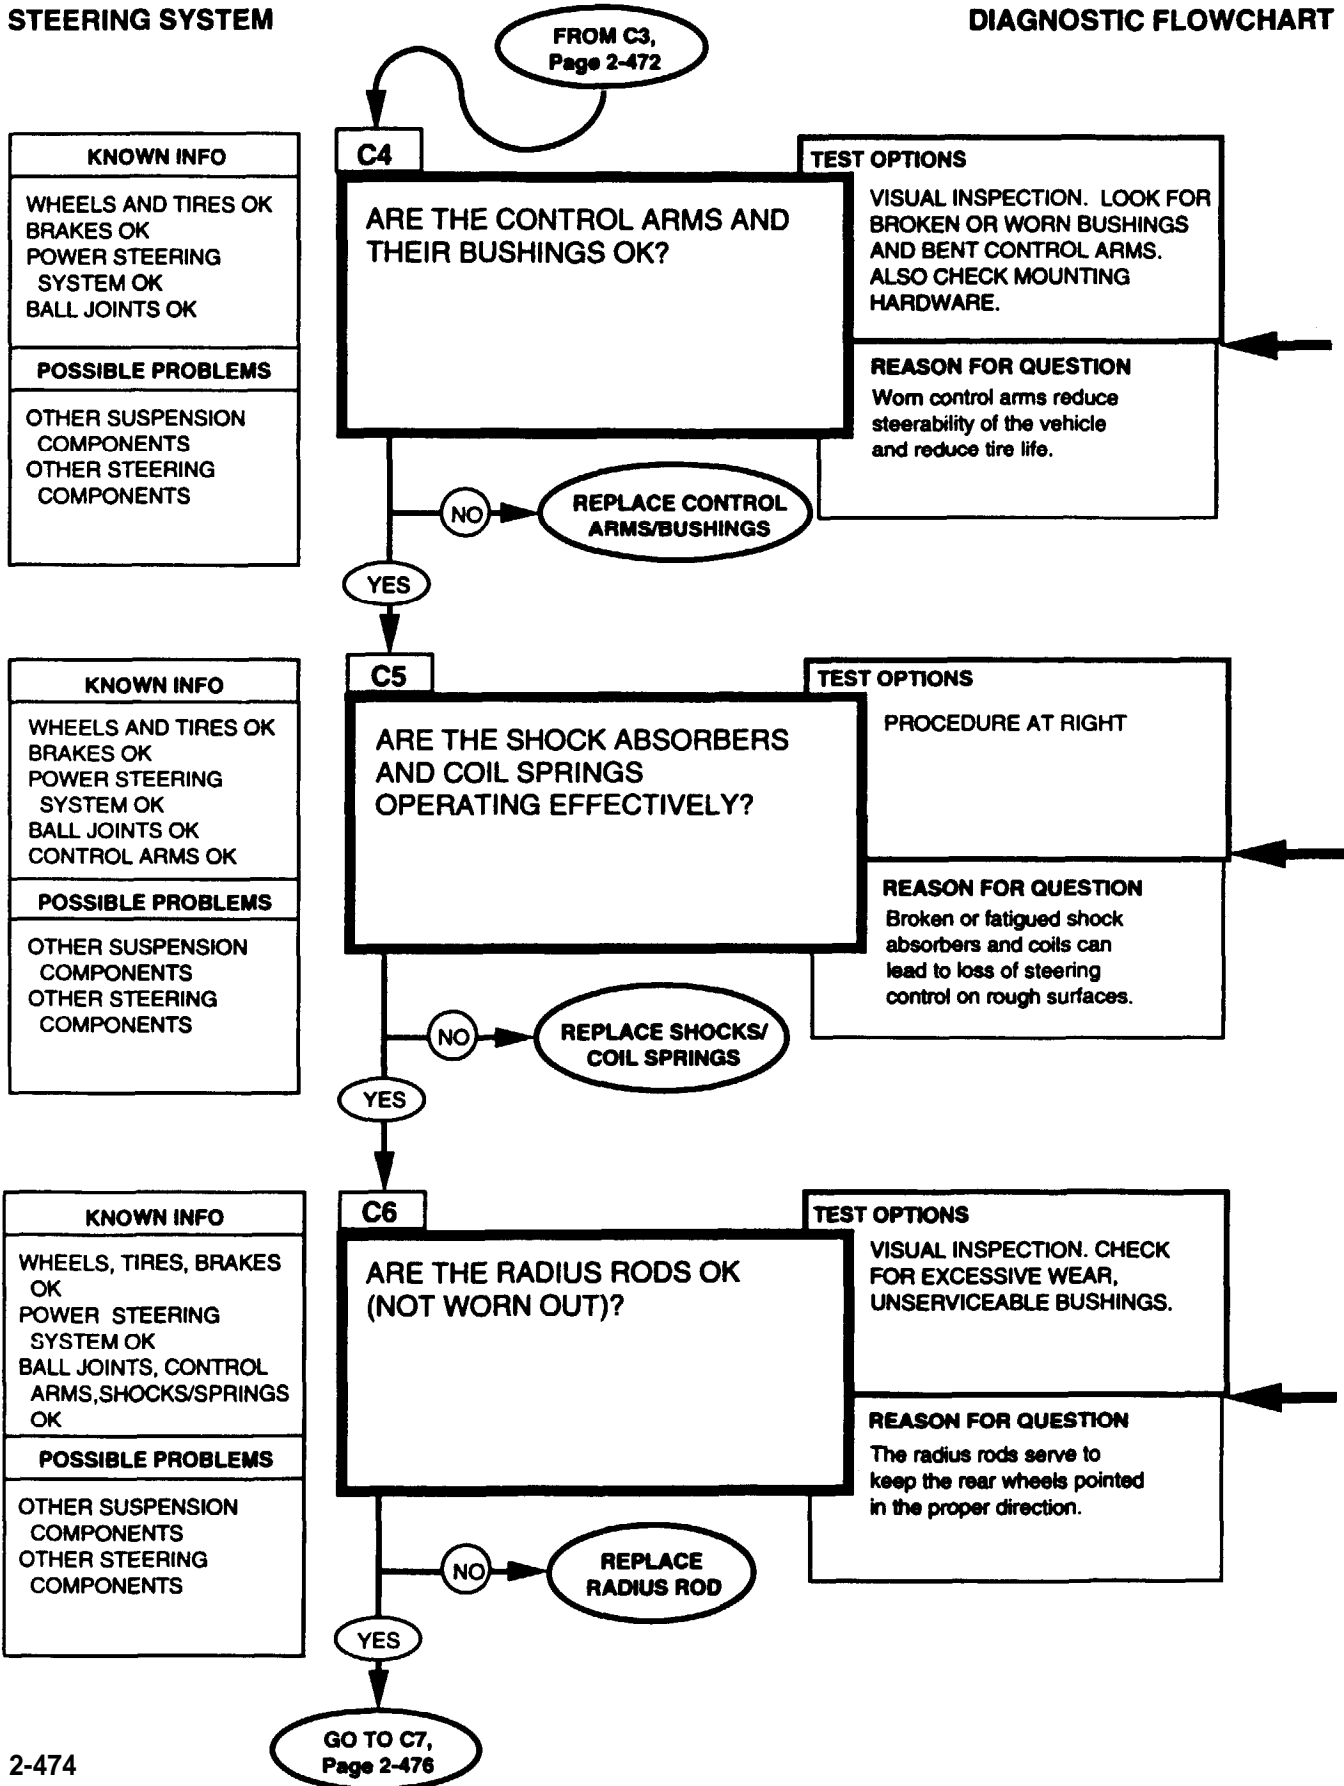 STEERING SYSTEM
DIAGNOSTIC FLOWCHART
FROM C3,
Page 2-472
KNOWN INFO
WHEELS AND TIRES OK
BRAKES OK
POWER STEERING
SYSTEM OK
BALL JOINTS OK
POSSIBLE PROBLEMS
OTHER SUSPENSION
COMPONENTS
OTHER STEERING
COMPONENTS
C4
ARE THE CONTROL ARMS AND
THEIR BUSHINGS OK?
TEST OPTIONS
VISUAL INSPECTION. LOOK FOR
BROKEN OR WORN BUSHINGS
AND BENT CONTROL ARMS.
ALSO CHECK MOUNTING
HARDWARE.
REASON FOR QUESTION
Worn control arms reduce
steerability of the vehicle
and reduce tire life.
NO
REPLACE CONTROL
ARMS/BUSHINGS
YES
KNOWN INFO
WHEELS AND TIRES OK
BRAKES OK
POWER STEERING
SYSTEM OK
BALL JOINTS OK
CONTROL ARMS OK
POSSIBLE PROBLEMS
OTHER SUSPENSION
COMPONENTS
OTHER STEERING
COMPONENTS
C5
ARE THE SHOCK ABSORBERS
AND COIL SPRINGS
OPERATING EFFECTIVELY?
TEST OPTIONS
PROCEDURE AT RIGHT
REASON FOR QUESTION
Broken or fatigued shock
absorbers and coils can
lead to loss of steering
control on rough surfaces.
NO
REPLACE SHOCKS/
COIL SPRINGS
YES
KNOWN INFO
WHEELS, TIRES, BRAKES
OK
POWER STEERING
SYSTEM OK
BALL JOINTS, CONTROL
ARMS,SHOCKS/SPRINGS
OK
POSSIBLE PROBLEMS
OTHER SUSPENSION
COMPONENTS
OTHER STEERING
COMPONENTS
C6
ARE THE RADIUS RODS OK
(NOT WORN OUT)?
TEST OPTIONS
VISUAL INSPECTION. CHECK
FOR EXCESSIVE WEAR,
UNSERVICEABLE BUSHINGS.
REASON FOR QUESTION
The radius rods serve to
keep the rear wheels pointed
in the proper direction.
NO
REPLACE
RADIUS ROD
YES
GO TO C7,
Page 2-476
2-474